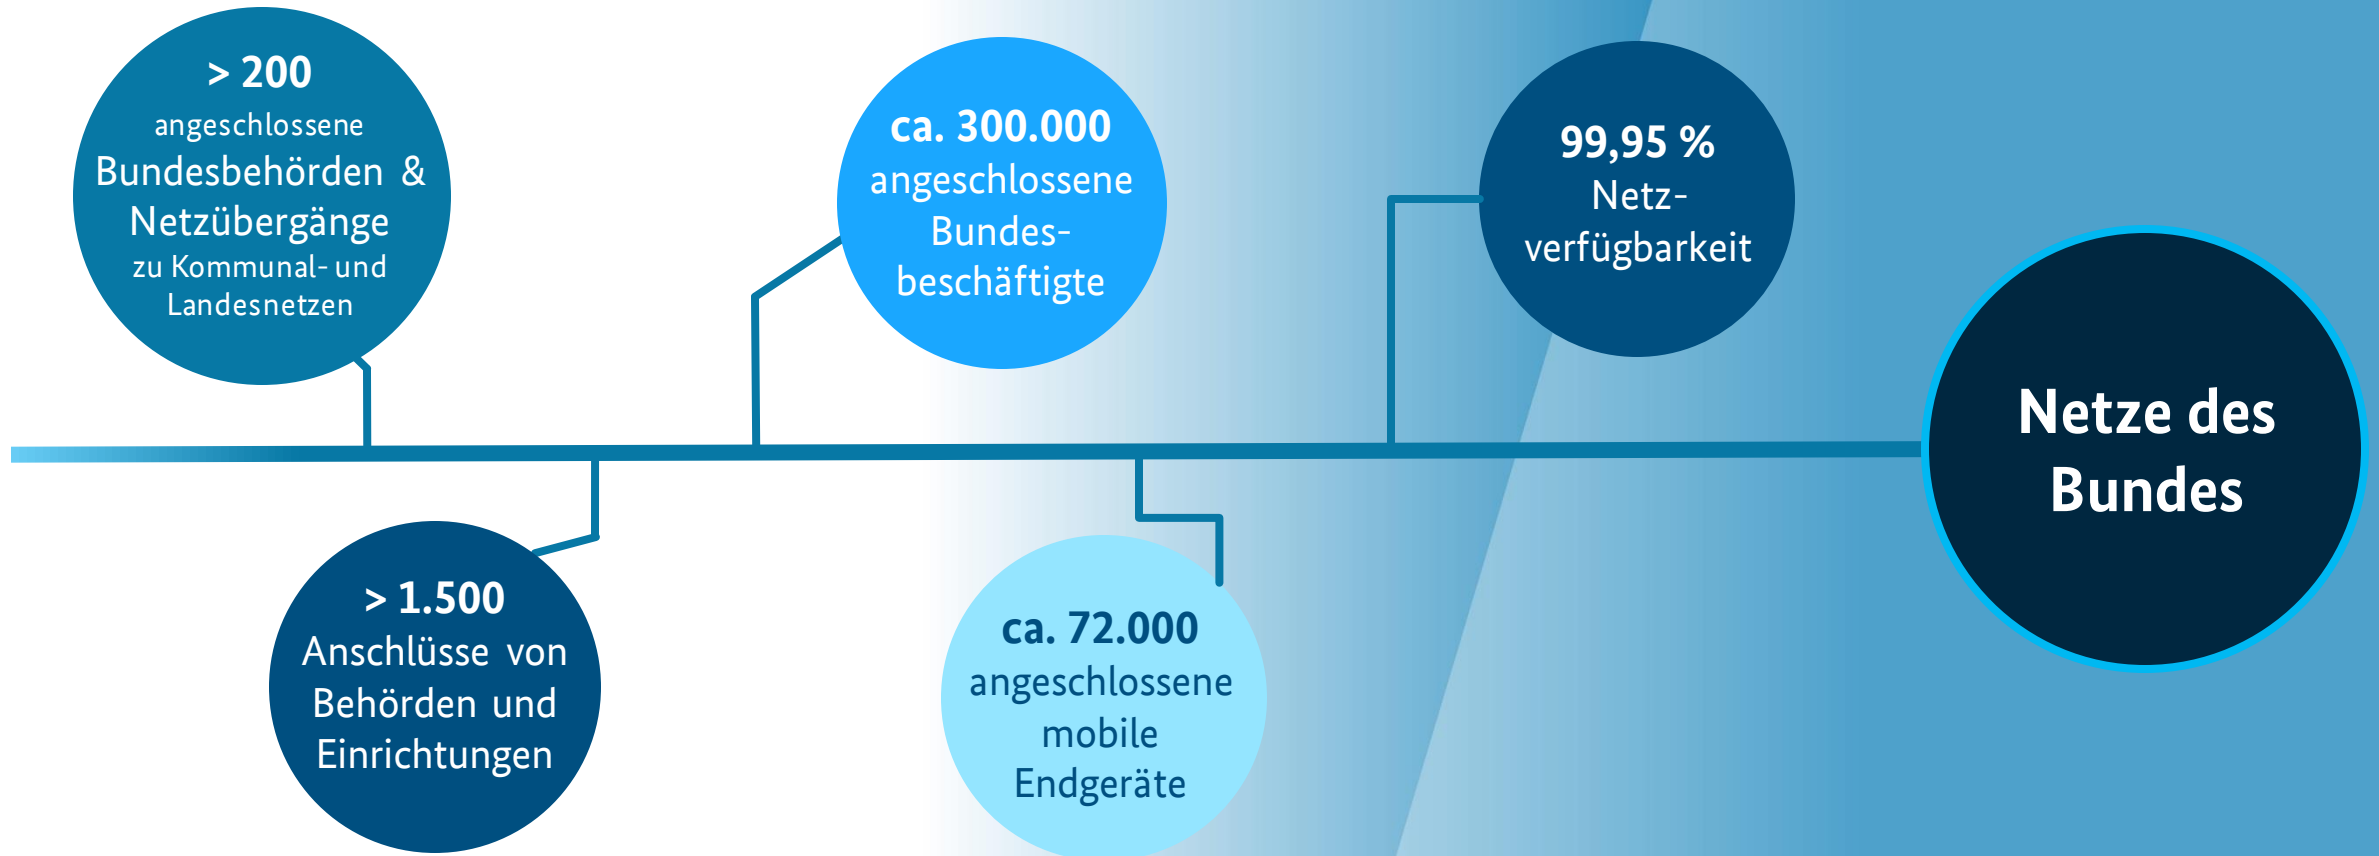 > 200
angeschlossene
Bundesbehörden &
Netzübergänge
zu Kommunal- und
Landesnetzen
> 1.500
Anschlüsse von
Behörden und
Einrichtungen
ca. 300.000
angeschlossene
Bundes-
beschäftigte
ca. 72.000
angeschlossene
mobile
Endgeräte
99,95 %
Netz-
verfügbarkeit
Netze des
Bundes